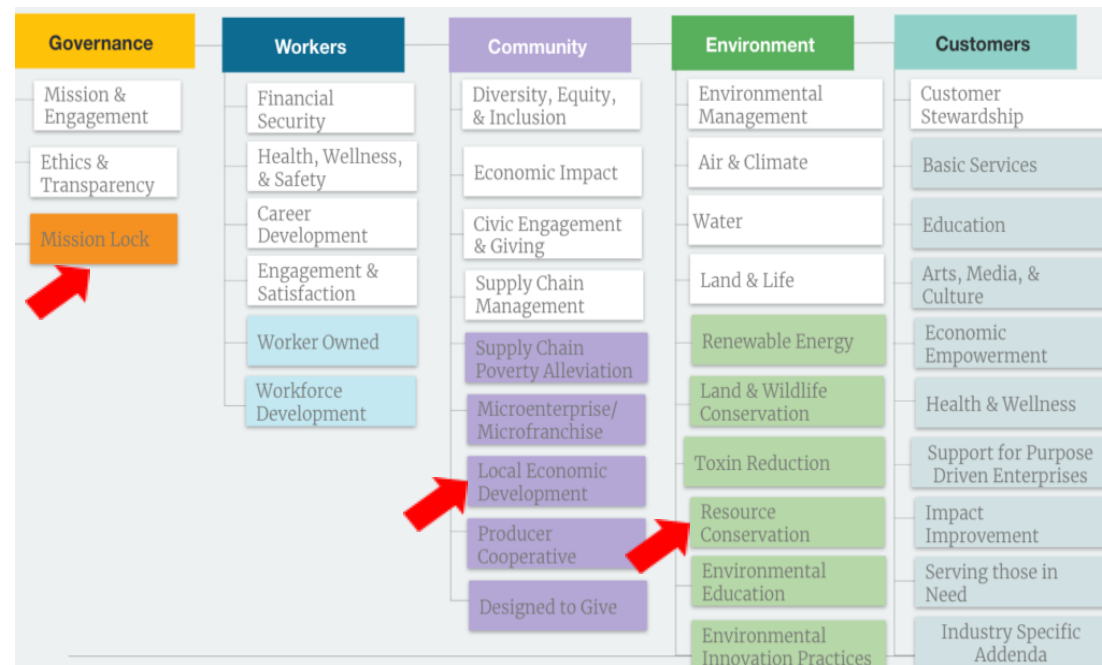 Governance
Mission &
Engagement
Ethics &
Transparency
Mission Lock
Workers
Financial
Security
Health, Wellness,
& Safety
Career
Development
Engagement &
Satisfaction
Worker Owned
Workforce
Development
Community
Diversity, Equity,
& Inclusion
Economic Impact
Civic Engagement
& Giving
Supply Chain
Management
Supply Chain
Poverty Alleviation
Microenterprise/
Microfranchise
Local Economic
Development
Producer
Cooperative
Designed to Give
Environment
Environmental
Management
Air & Climate
Water
Land & Life
Renewable Energy
Land & Wildlife
Conservation
Toxin Reduction
Resource
Conservation
Environmental
Education
Environmental
Innovation Practices
Customers
Customer
Stewardship
Basic Services
Education
Arts, Media, &
Culture
Economic
Empowerment
Health & Wellness
Support for Purpose
Driven Enterprises
Impact
Improvement
Serving those in
Need
Industry Specific
Addenda